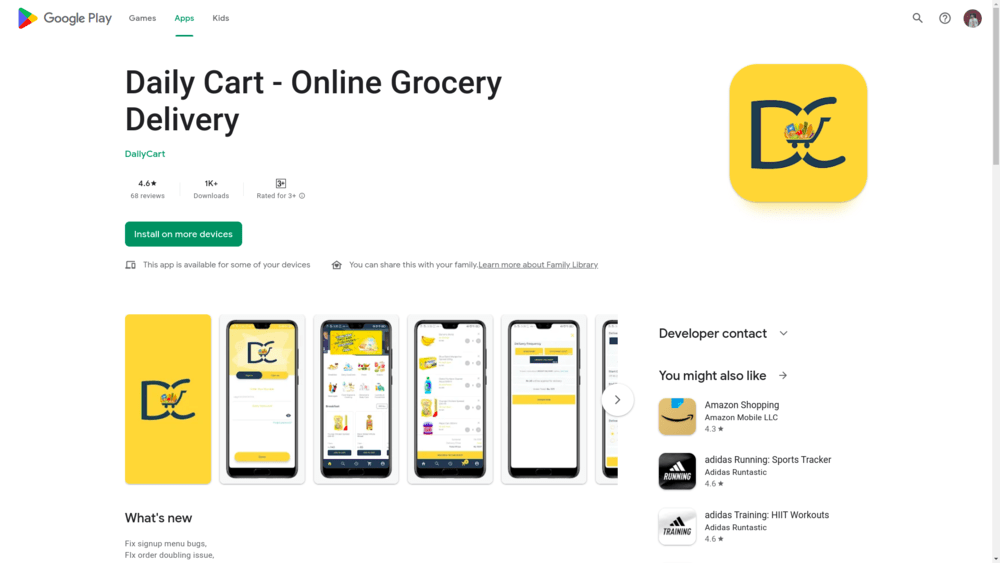 Google Play
Games
Apps
Kids
Daily Cart - Online Grocery
Delivery
DailyCart
4.6★
68 reviews
1K+
Downloads
3+
Rated for 3+
Install on more devices
This app is available for some of your devices
You can share this with your family.Learn more about Family Library
DC
Developer contact
You might also like
Amazon Shopping
Amazon Mobile LLC
4.3 ★
adidas Running: Sports Tracker
Adidas Runtastic
4.6 ★
RUNNING
adidas Training: HIIT Workouts
Adidas Runtastic
4.6 ★
TRAINING
What's new
Fix signup menu bugs,
FIx order doubling issue,